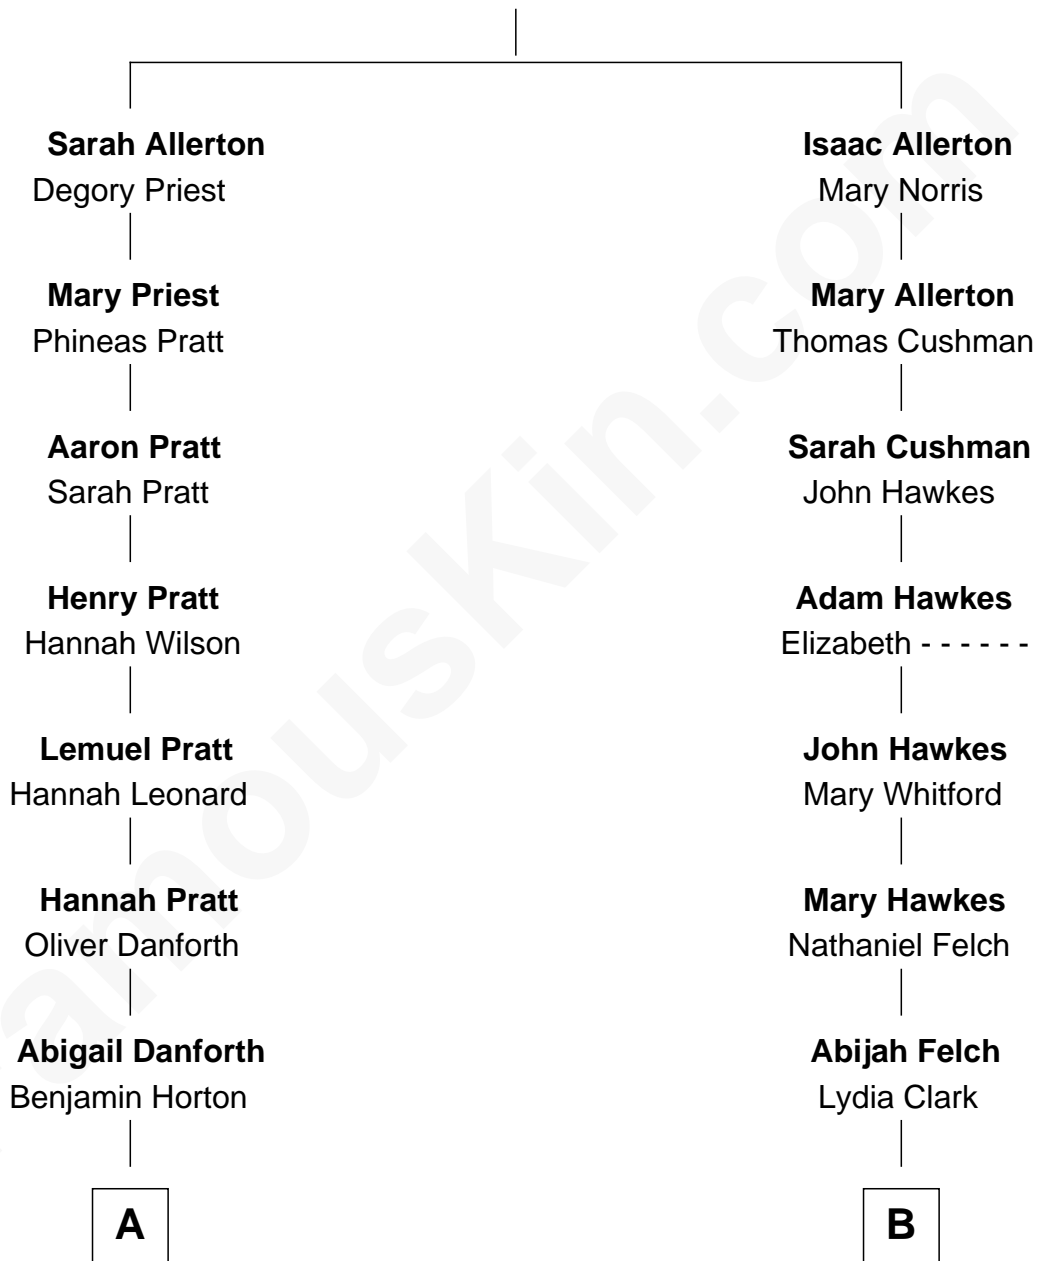 Sarah Allerton
Degory Priest
Mary Priest
Phineas Pratt
Aaron Pratt
Sarah Pratt
Henry Pratt
Hannah Wilson
Lemuel Pratt
Hannah Leonard
Hannah Pratt
Oliver Danforth
Abigail Danforth
Benjamin Horton
A
Isaac Allerton
Mary Norris
Mary Allerton
Thomas Cushman
Sarah Cushman
John Hawkes
Adam Hawkes
Elizabeth - - - - - -
John Hawkes
Mary Whitford
Mary Hawkes
Nathaniel Felch
Abijah Felch
Lydia Clark
B
amouskin.com